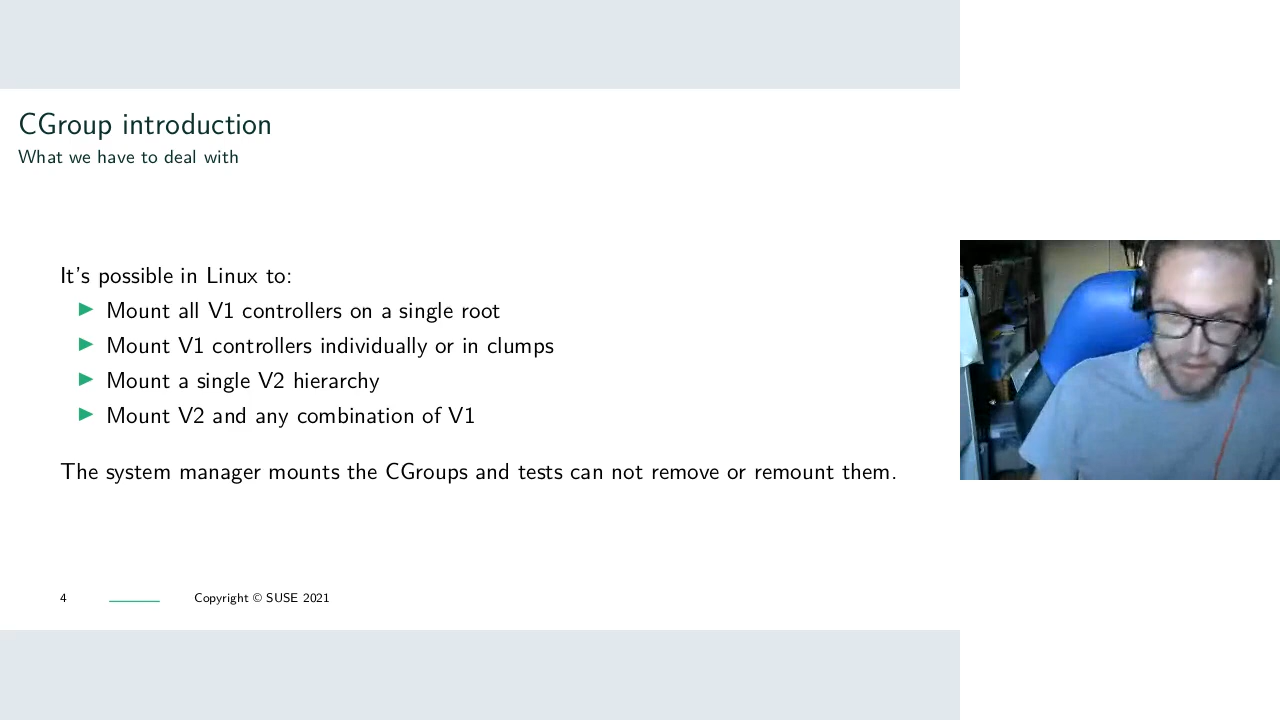 CGroup introduction
What we have to deal with
It's possible in Linux to:
Mount all V1 controllers on a single root
Mount V1 controllers individually or in clumps
Mount a single V2 hierarchy
Mount V2 and any combination of V1
The system manager mounts the CGroups and tests can not remove or remount them.
4 Copyright © SUSE 2021